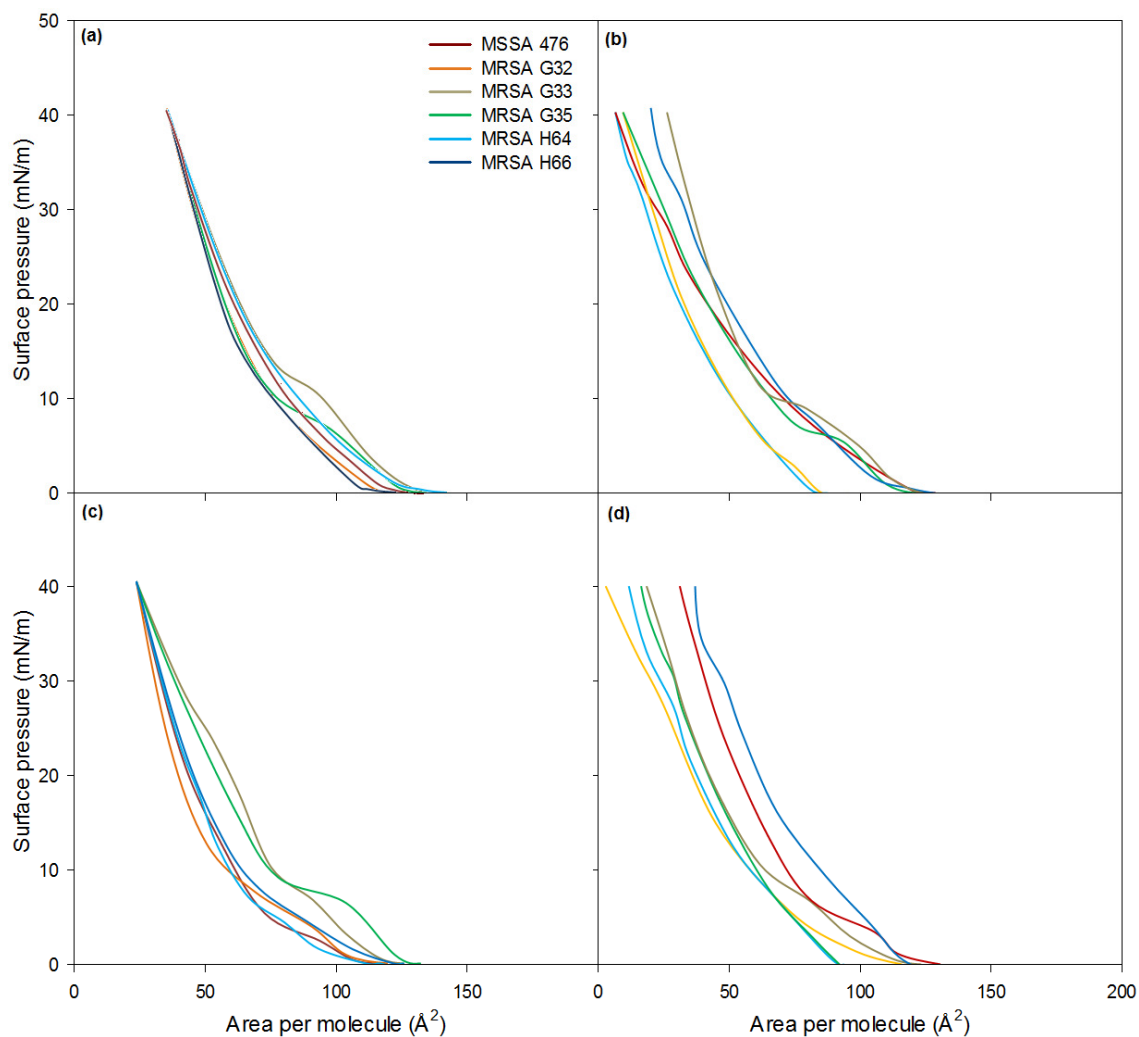 (a)
(b)
MSSA 476
MRSA G32
MRSA G33
MRSA G35
MRSA H64
MRSA H66
50
40
30
20
10
0
Surface pressure (mN/m)
(c)
(d)
40
30
20
10
0
Surface pressure (mN/m)
0 50 100 150
0 50 100 150 200
Area per molecule (Å²)
Area per molecule (Å²)